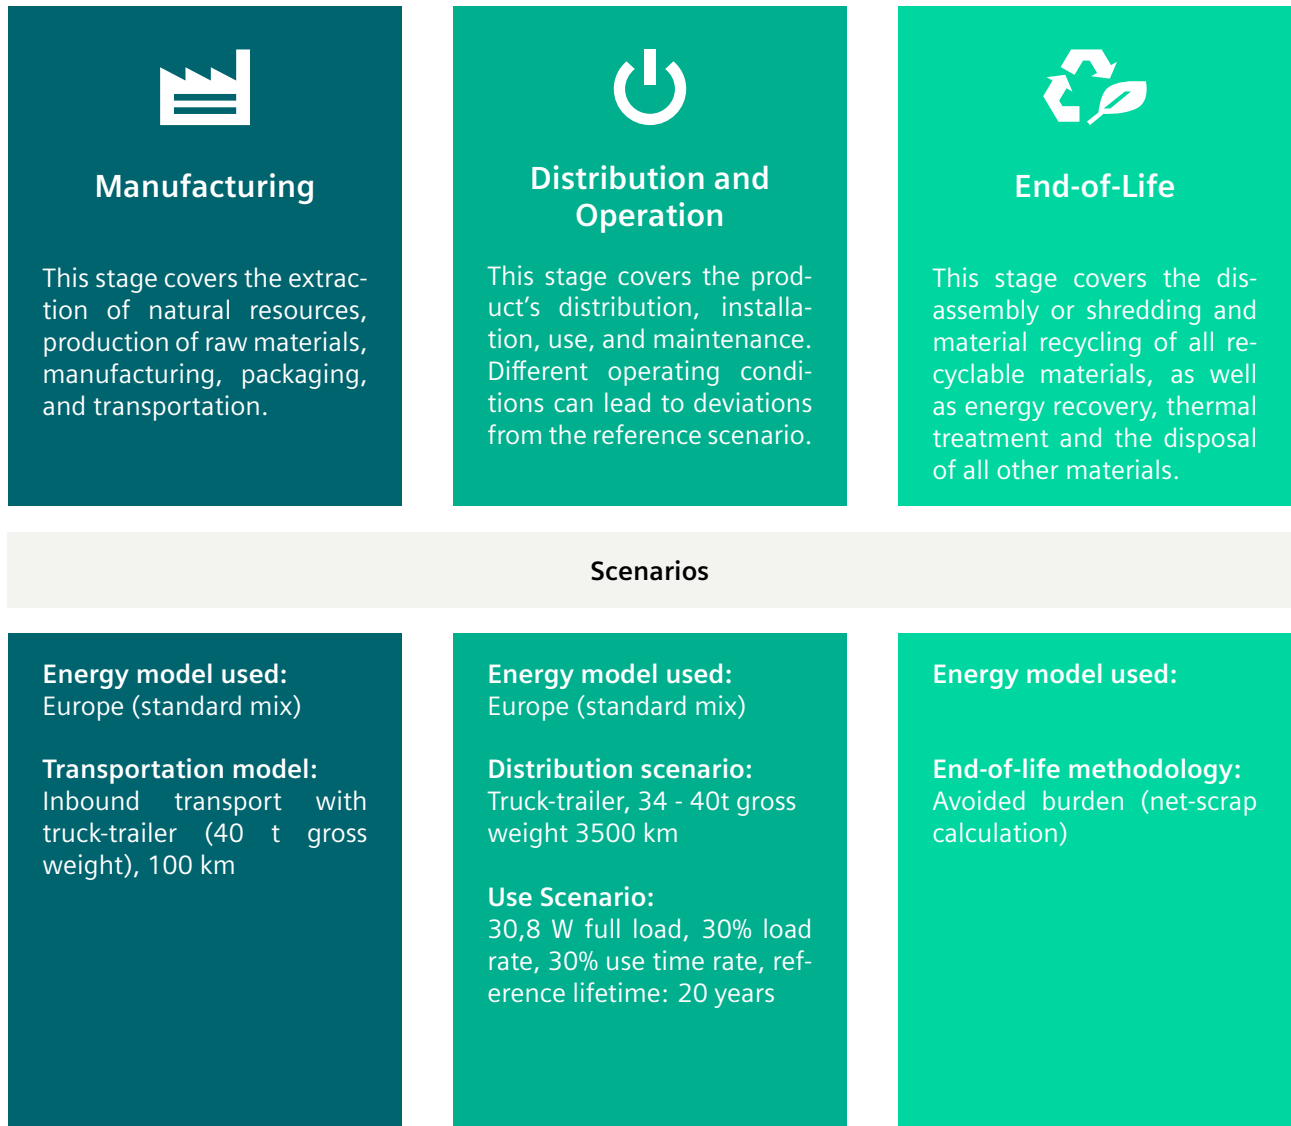 Manufacturing
This stage covers the extrac-
tion of natural resources,
production of raw materials,
manufacturing, packaging,
and transportation.
Distribution and
Operation
This stage covers the prod-
uct's distribution, installa-
tion, use, and maintenance.
Different operating condi-
tions can lead to deviations
from the reference scenario.
End-of-Life
This stage covers the dis-
assembly or shredding and
material recycling of all re-
cyclable materials, as well
as energy recovery, thermal
treatment and the disposal
of all other materials.
Scenarios
Energy model used:
Europe (standard mix)
Transportation model:
Inbound transport with
truck-trailer (40 t gross
weight), 100 km
Energy model used:
Europe (standard mix)
Distribution scenario:
Truck-trailer, 34 - 40t gross
weight 3500 km
Use Scenario:
30,8 W full load, 30% load
rate, 30% use time rate, ref-
erence lifetime: 20 years
Energy model used:
End-of-life methodology:
Avoided burden (net-scrap
calculation)